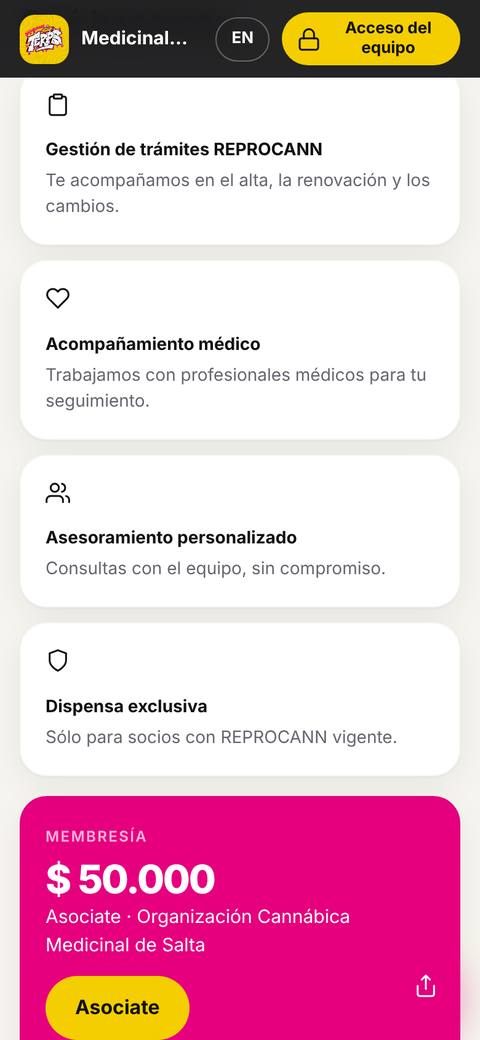 TERPS
Medicinal...
EN
Acceso del
equipo
Gestión de trámites REPROCANN
Te acompañamos en el alta, la renovación y los
cambios.
Acompañamiento médico
Trabajamos con profesionales médicos para tu
seguimiento.
Asesoramiento personalizado
Consultas con el equipo, sin compromiso.
Dispensa exclusiva
Sólo para socios con REPROCANN vigente.
MEMBRESÍA
$ 50.000
Asociate · Organización Cannábica
Medicinal de Salta
Asociate